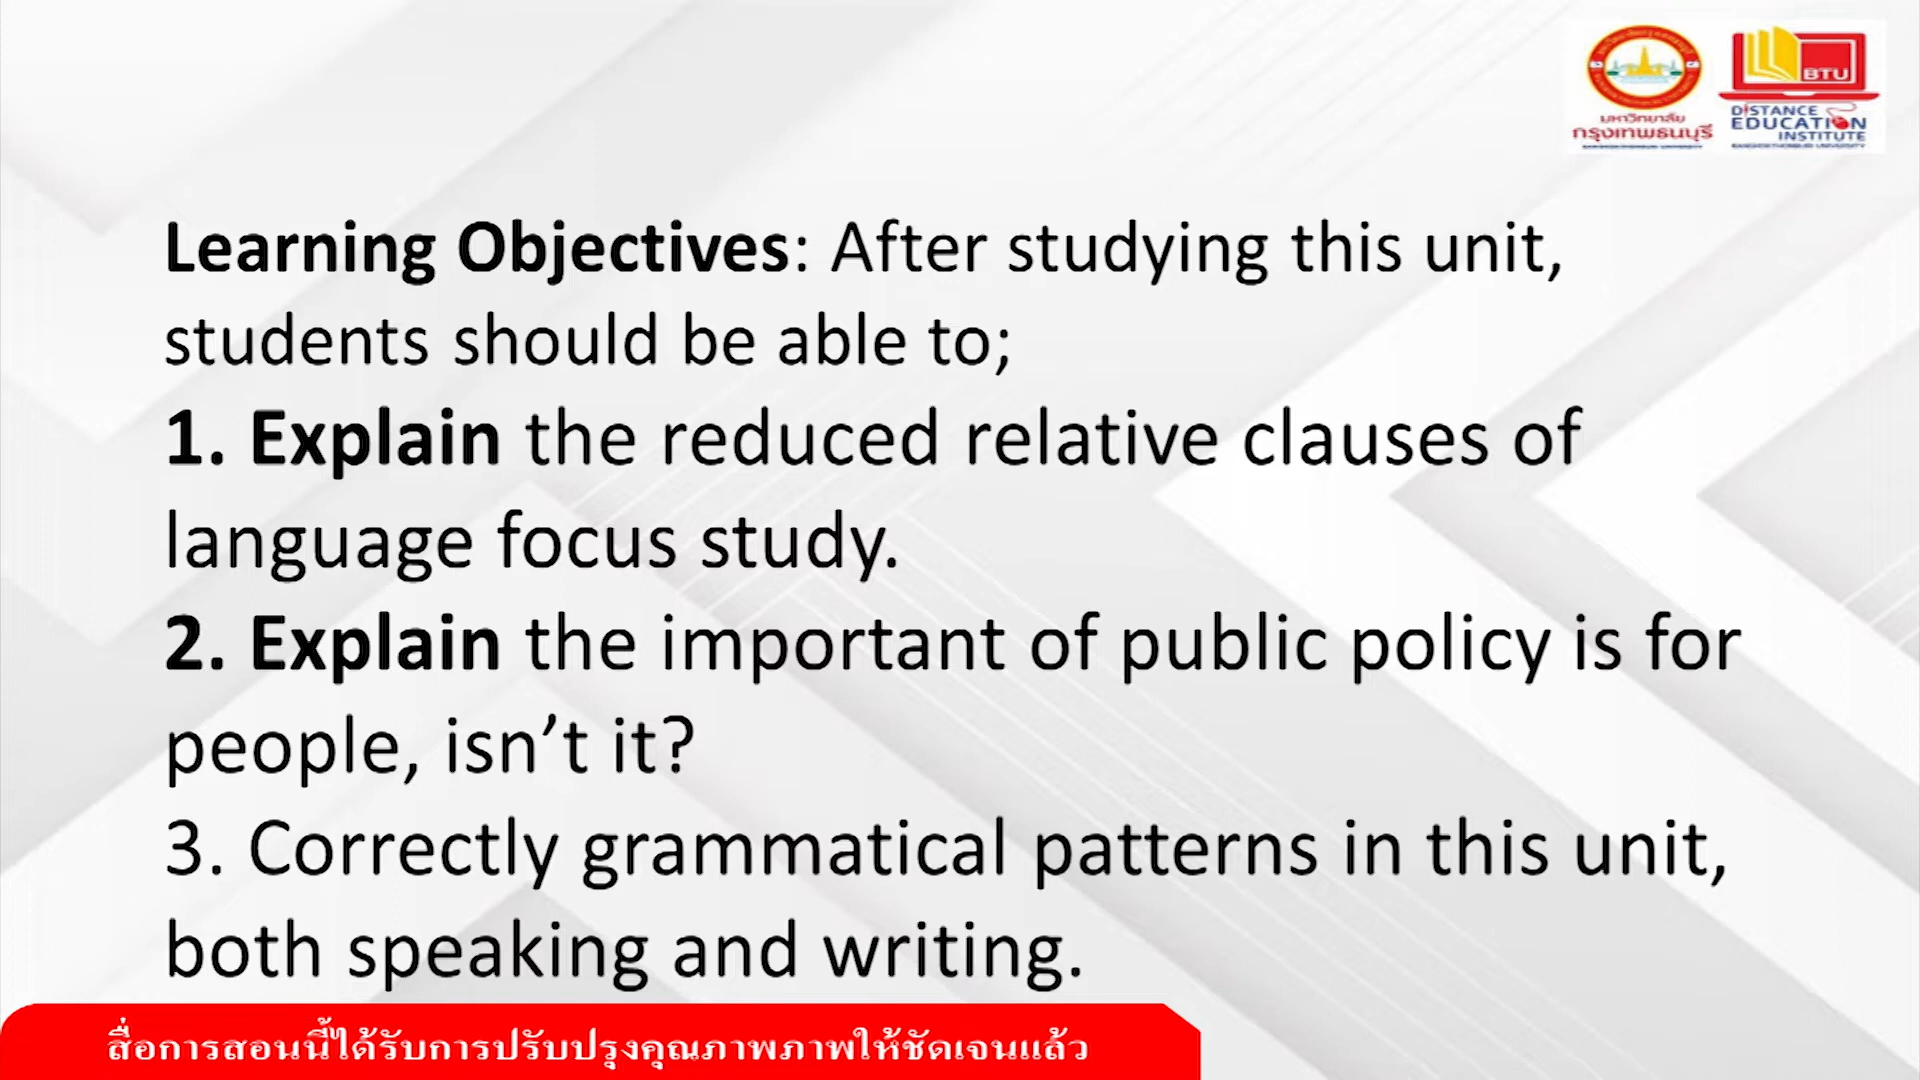 มหาวิทยาลัย
กรุงเทพธนบุรี
BANGKOKTHONBURI UNIVERSITY
BTU
DISTANCE
EDUCATION
INSTITUTE
BANGKOKTHONBURI UNIVERSITY
Learning Objectives: After studying this unit,
students should be able to;
1. Explain the reduced relative clauses of
language focus study.
2. Explain the important of public policy is for
people, isn’t it?
3. Correctly grammatical patterns in this unit,
both speaking and writing.
สื่อการสอนนี้ได้รับการปรับปรุงคุณภาพภาพให้ชัดเจนแล้ว